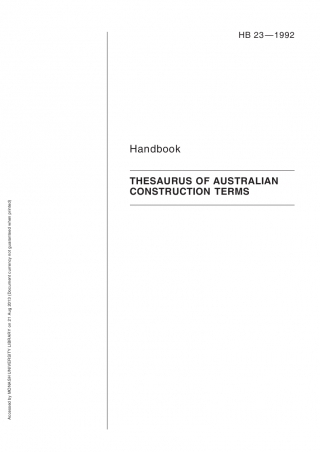 HB 23—1992
Handbook
THESAURUS OF AUSTRALIAN
CONSTRUCTION TERMS
Accessed by MONASH UNIVERSITY LIBRARY on 21 Aug 2013 (Document currency not guaranteed when printed)